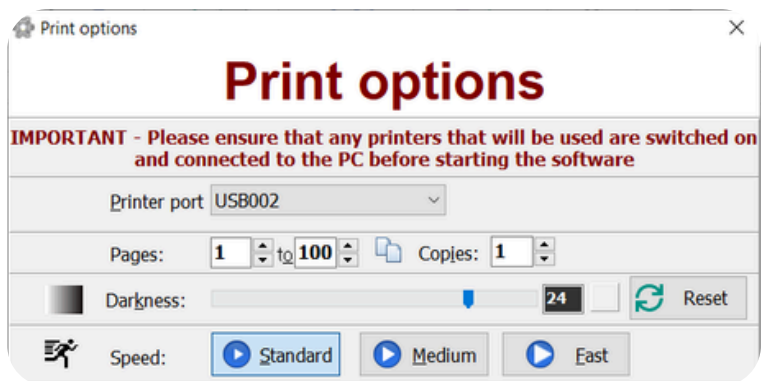 Print options
Print options
IMPORTANT - Please ensure that any printers that will be used are switched on
and connected to the PC before starting the software
Printer port USB002
Pages: 1 to 100 Copies: 1
Darkness: 24 Reset
Speed: Standard Medium Fast